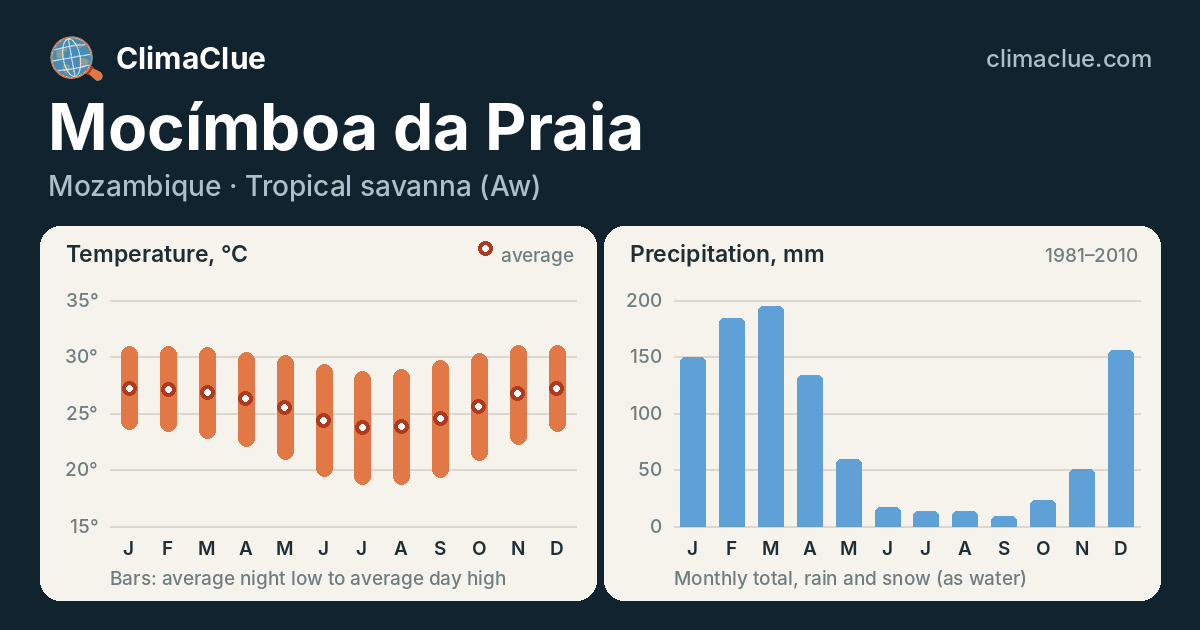 ClimaClue
climaclue.com
Mocímboa da Praia
Mozambique · Tropical savanna (Aw)
Temperature, °C
average
35°
30°
25°
20°
15°
J F M A M J J A S O N D
Bars: average night low to average day high
Precipitation, mm
1981–2010
200
150
100
50
0
J F M A M J J A S O N D
Monthly total, rain and snow (as water)